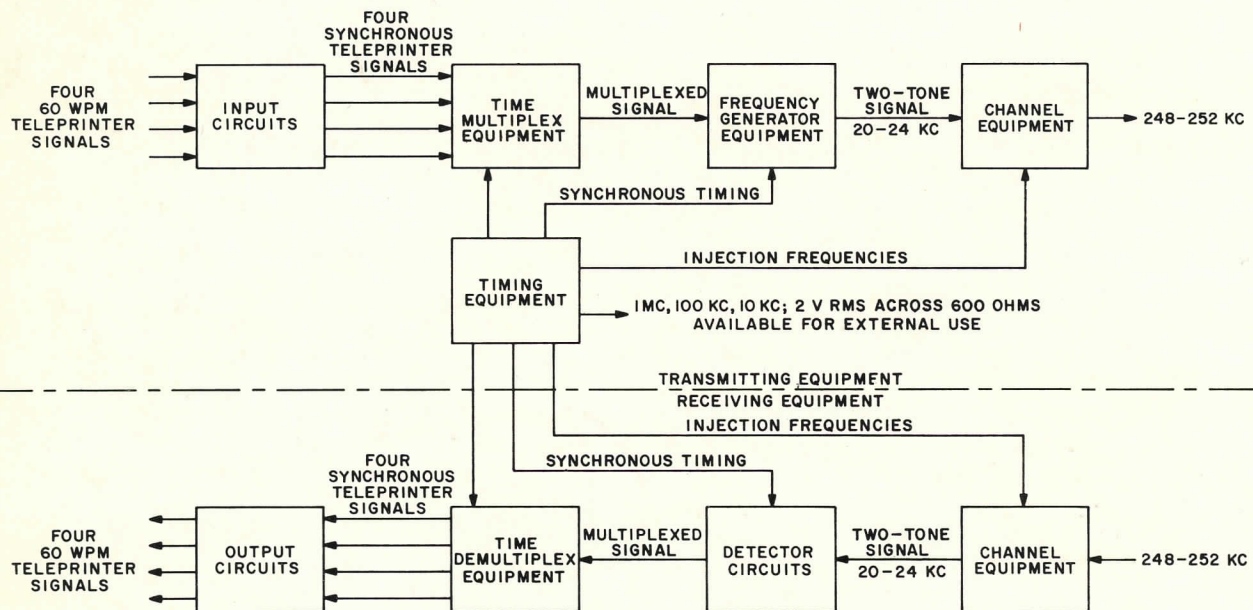 FOUR
60 WPM
TELEPRINTER
SIGNALS
INPUT
CIRCUITS
FOUR
SYNCHRONOUS
TELEPRINTER
SIGNALS
TIME
MULTIPLEX
EQUIPMENT
MULTIPLEXED
SIGNAL
FREQUENCY
GENERATOR
EQUIPMENT
TWO-TONE
SIGNAL
20-24 KC
CHANNEL
EQUIPMENT
248-252 KC
SYNCHRONOUS TIMING
TIMING
EQUIPMENT
INJECTION FREQUENCIES
1MC, 100 KC, 10 KC; 2 V RMS ACROSS 600 OHMS
AVAILABLE FOR EXTERNAL USE
TRANSMITTING EQUIPMENT
RECEIVING EQUIPMENT
INJECTION FREQUENCIES
SYNCHRONOUS TIMING
FOUR
60 WPM
TELEPRINTER
SIGNALS
OUTPUT
CIRCUITS
FOUR
SYNCHRONOUS
TELEPRINTER
SIGNALS
TIME
DEMULTIPLEX
EQUIPMENT
MULTIPLEXED
SIGNAL
DETECTOR
CIRCUITS
TWO-TONE
SIGNAL
20-24 KC
CHANNEL
EQUIPMENT
248-252 KC